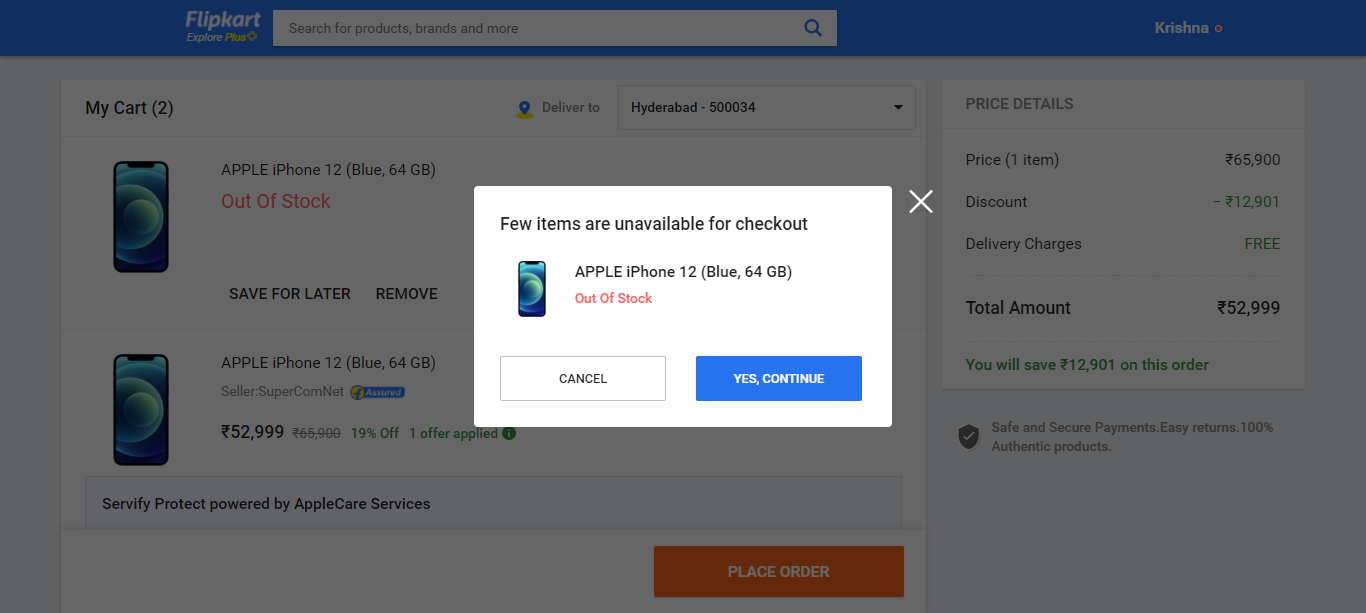 Flipkart
Explore Plus
Search for products, brands and more
Krishna
My Cart (2)
Deliver to
Hyderabad - 500034
APPLE iPhone 12 (Blue, 64 GB)
Out Of Stock
SAVE FOR LATER REMOVE
APPLE iPhone 12 (Blue, 64 GB)
Seller:SuperComNet Assured
₹52,999 ₹65,900 19% Off 1 offer applied
Servify Protect powered by AppleCare Services
PLACE ORDER
Few items are unavailable for checkout
APPLE iPhone 12 (Blue, 64 GB)
Out Of Stock
CANCEL YES, CONTINUE
PRICE DETAILS
Price (1 item) ₹65,900
Discount − ₹12,901
Delivery Charges FREE
Total Amount ₹52,999
You will save ₹12,901 on this order
Safe and Secure Payments.Easy returns.100%
Authentic products.